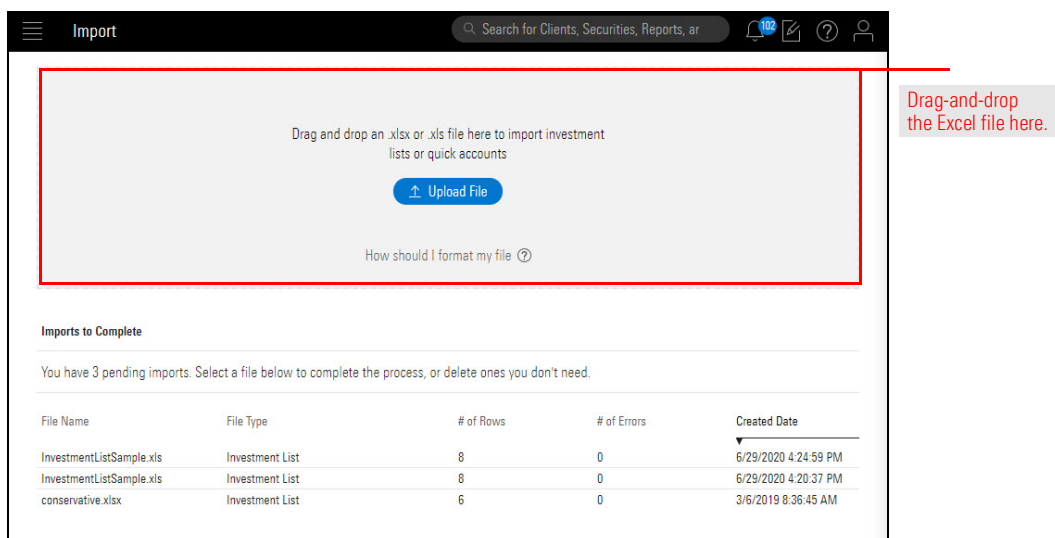 Import
Search for Clients, Securities, Reports, ar
102
Drag-and-drop
the Excel file here.
Drag and drop an .xlsx or .xls file here to import investment
lists or quick accounts
Upload File
How should I format my file ?
Imports to Complete
You have 3 pending imports. Select a file below to complete the process, or delete ones you don't need.
File Name File Type # of Rows # of Errors Created Date
InvestmentListSample.xls Investment List 8 0 6/29/2020 4:24:59 PM
InvestmentListSample.xls Investment List 8 0 6/29/2020 4:20:37 PM
conservative.xlsx Investment List 6 0 3/6/2019 8:36:45 AM